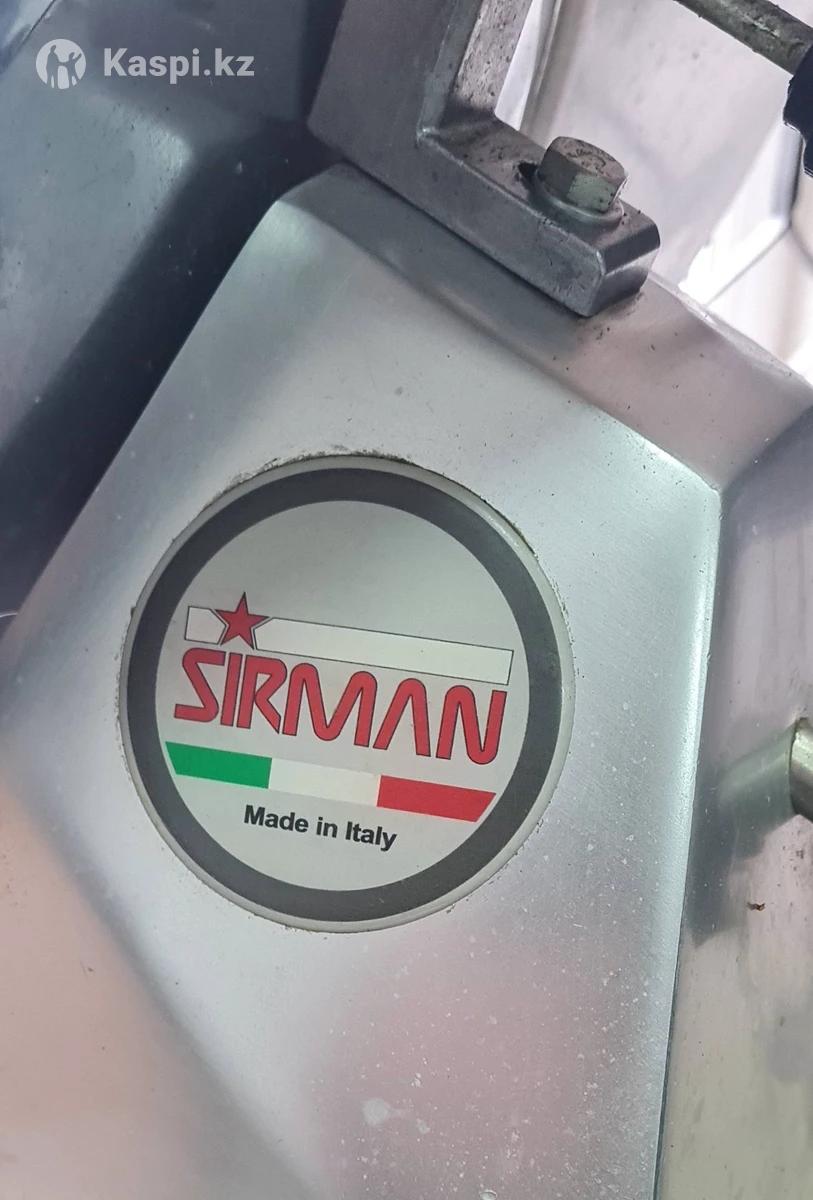 Kaspi.kz
SIRMAN
Made in Italy